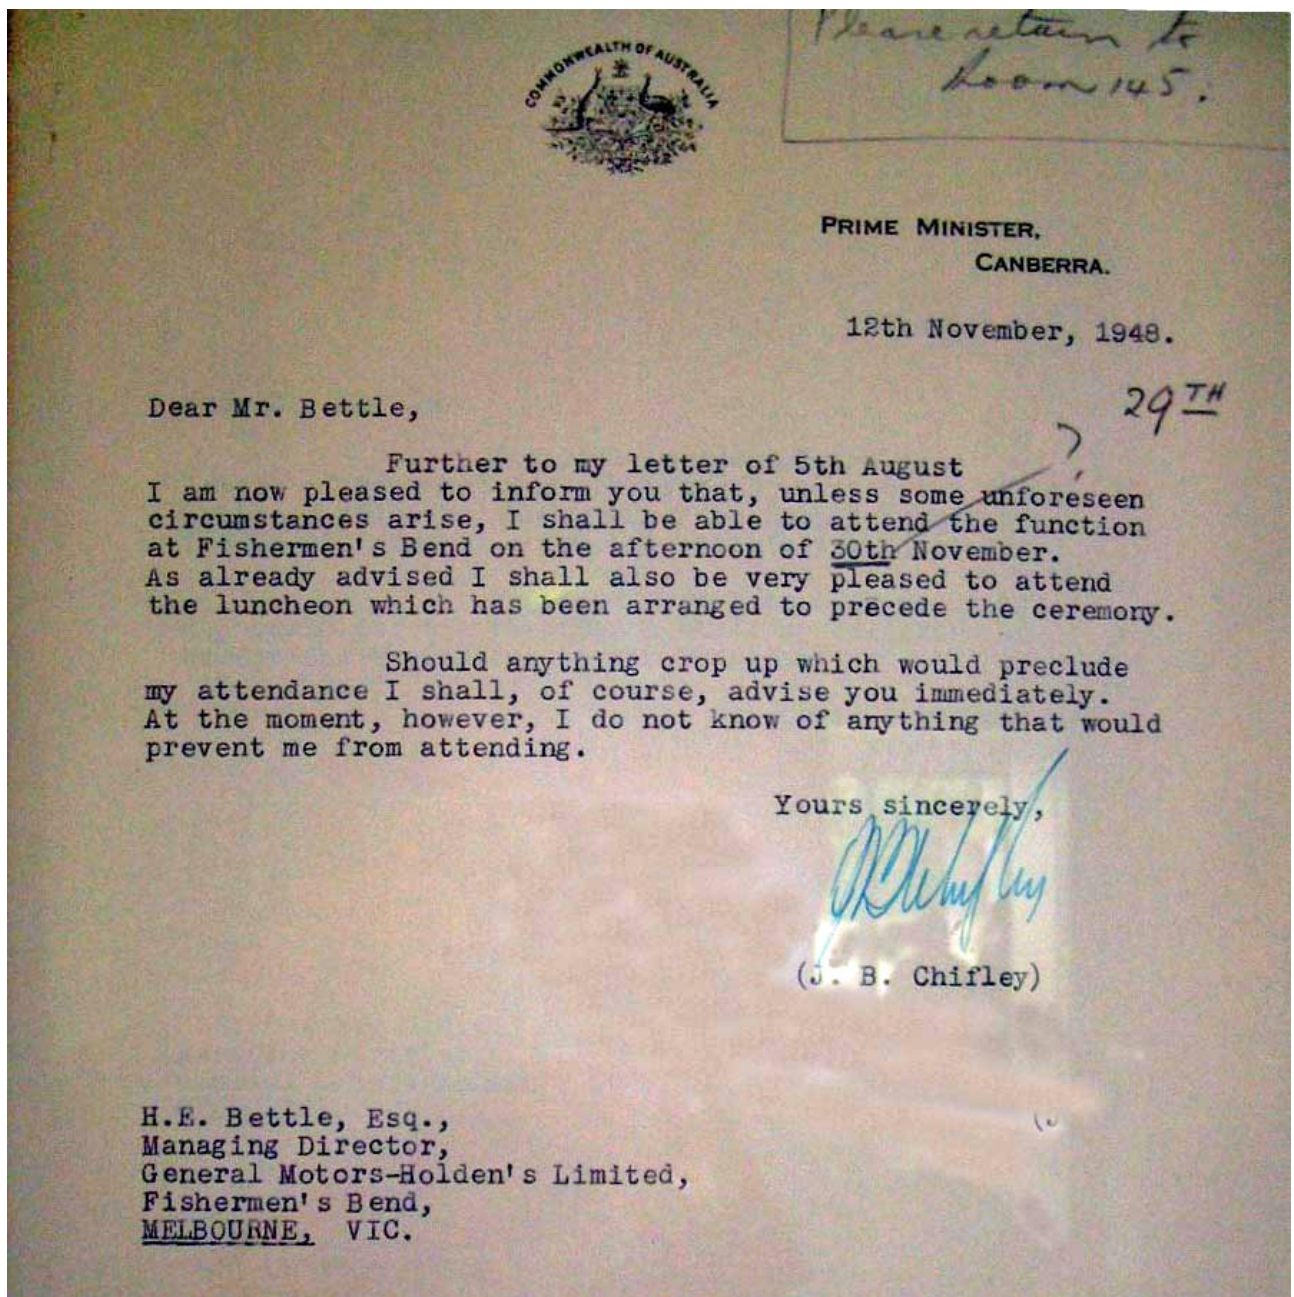 Please return to
Room 145.
COMMONWEALTH OF AUSTRALIA
PRIME MINISTER,
CANBERRA.
12th November, 1948.
29TH
Dear Mr. Bettle,
?
Further to my letter of 5th August
I am now pleased to inform you that, unless some unforeseen
circumstances arise, I shall be able to attend the function
at Fishermen's Bend on the afternoon of 30th November.
As already advised I shall also be very pleased to attend
the luncheon which has been arranged to precede the ceremony.
Should anything crop up which would preclude
my attendance I shall, of course, advise you immediately.
At the moment, however, I do not know of anything that would
prevent me from attending.
Yours sincerely,
J B Chifley
(J. B. Chifley)
H.E. Bettle, Esq.,
(J
Managing Director,
General Motors-Holden's Limited,
Fishermen's Bend,
MELBOURNE, VIC.